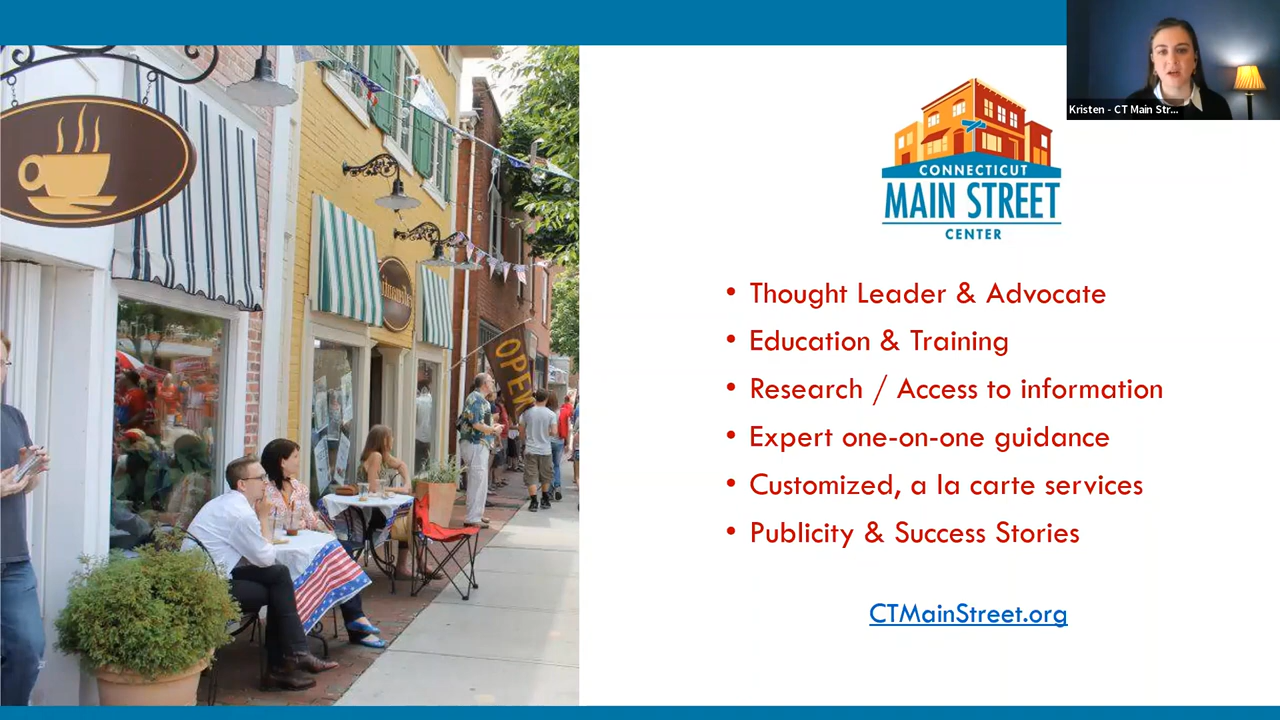 Kristen - CT Main Str...
CONNECTICUT
MAIN STREET
CENTER
• Thought Leader & Advocate
• Education & Training
• Research / Access to information
• Expert one-on-one guidance
• Customized, a la carte services
• Publicity & Success Stories
CTMainStreet.org
OPEN